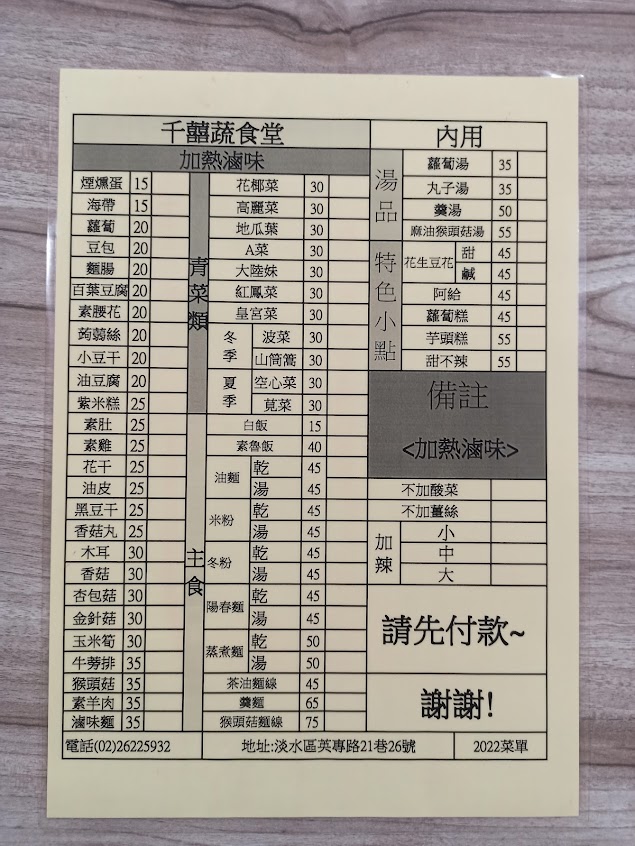 千囍蔬食堂
加熱滷味
煙燻蛋 15
海帶 15
蘿蔔 20
豆包 20
麵腸 20
百葉豆腐 20
素腰花 20
蒟蒻絲 20
小豆干 20
油豆腐 20
紫米糕 25
素肚 25
素雞 25
花干 25
油皮 25
黑豆干 25
香菇丸 25
木耳 30
香菇 30
杏包菇 30
金針菇 30
玉米筍 30
牛蒡排 35
猴頭菇 35
素羊肉 35
滷味麵 35
青菜類
花椰菜 30
高麗菜 30
地瓜葉 30
A菜 30
大陸妹 30
紅鳳菜 30
皇宮菜 30
冬季
波菜 30
山筒篙 30
夏季
空心菜 30
莧菜 30
主食
白飯 15
素魯飯 40
油麵
乾 45
湯 45
米粉
乾 45
湯 45
冬粉
乾 45
湯 45
陽春麵
乾 45
湯 45
蒸煮麵
乾 50
湯 50
茶油麵線 45
羹麵 65
猴頭菇麵線 75
內用
湯品
蘿蔔湯 35
丸子湯 35
羹湯 50
麻油猴頭菇湯 55
特色小點
花生豆花
甜 45
鹹 45
阿給 45
蘿蔔糕 45
芋頭糕 55
甜不辣 55
備註
<加熱滷味>
不加酸菜
不加薑絲
加辣
小
中
大
請先付款~
謝謝!
電話(02)26225932
地址:淡水區英專路21巷26號
2022菜單